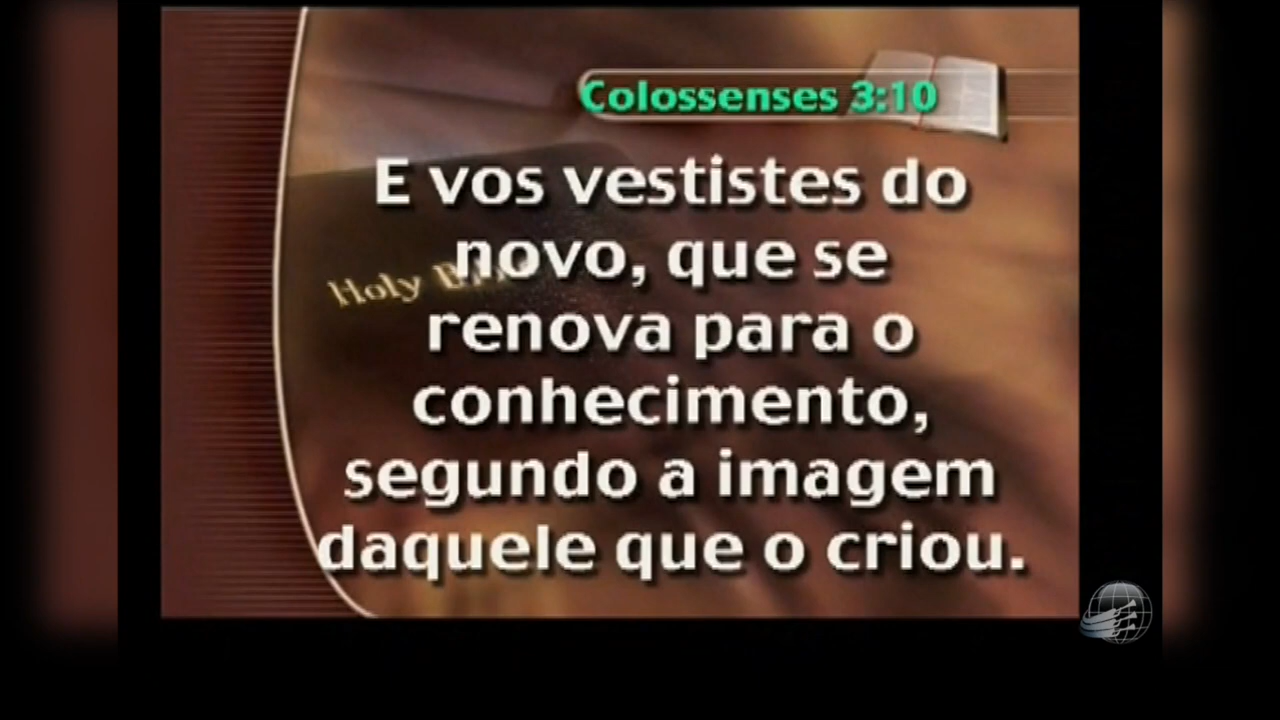 Colossenses 3:10
E vos vestistes do
novo, que se
Holy
renova para o
conhecimento,
segundo a imagem
daquele que o criou.